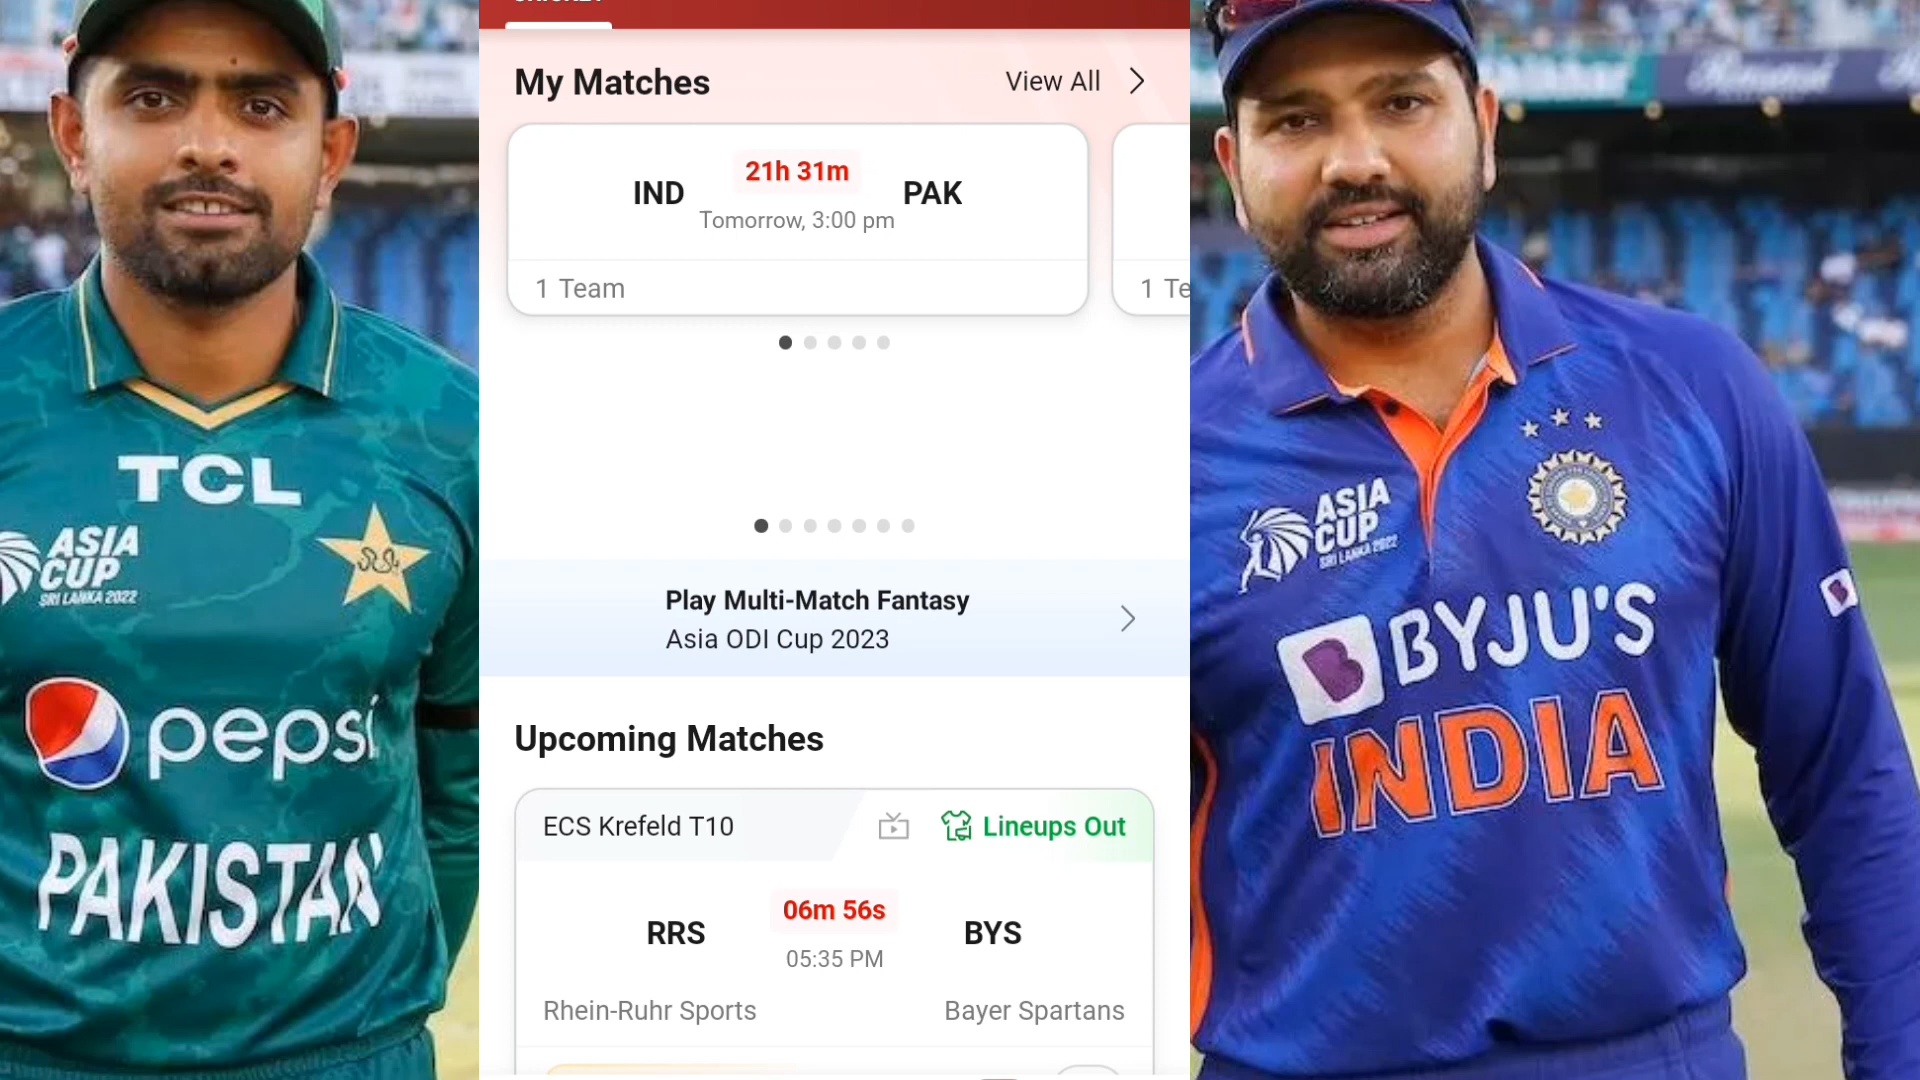 TCL
ASIA
CUP
SRI LANKA 2022
pepsi
PAKISTAN
My Matches
View All
IND
21h 31m
PAK
Tomorrow, 3:00 pm
1 Team
Play Multi-Match Fantasy
Asia ODI Cup 2023
Upcoming Matches
ECS Krefeld T10
Lineups Out
RRS
06m 56s
BYS
05:35 PM
Rhein-Ruhr Sports
Bayer Spartans
ASIA
CUP
SRI LANKA 2022
BYJU'S
INDIA